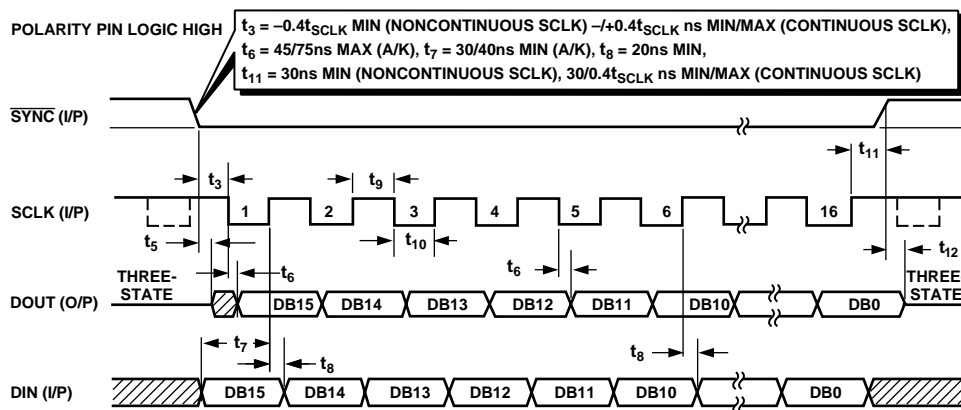 POLARITY PIN LOGIC HIGH
t3 = –0.4tSCLK MIN (NONCONTINUOUS SCLK) –/+0.4tSCLK ns MIN/MAX (CONTINUOUS SCLK),
t6 = 45/75ns MAX (A/K), t7 = 30/40ns MIN (A/K), t8 = 20ns MIN,
t11 = 30ns MIN (NONCONTINUOUS SCLK), 30/0.4tSCLK ns MIN/MAX (CONTINUOUS SCLK)
SYNC (I/P)
t11
t3
t9
SCLK (I/P)
1 2 3 4 5 6 16
t5
t10
t12
t6
t6
THREE-
STATE
THREE-
STATE
DOUT (O/P)
DB15 DB14 DB13 DB12 DB11 DB10 DB0
t7
t8
t8
DIN (I/P)
DB15 DB14 DB13 DB12 DB11 DB10 DB0